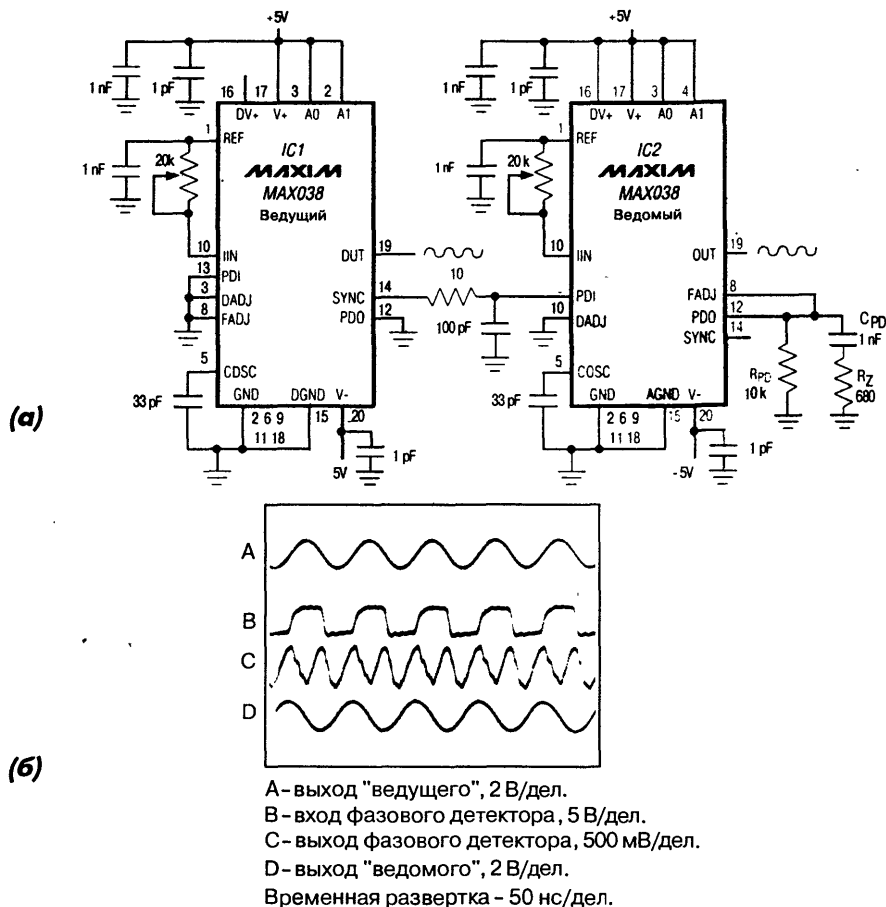 +5V
+5V
1 nF
1 pF
16 17 3 2
DV+ V+ A0 A1
1 nF
1 pF
16 17 3 4
DV+ V+ A0 A1
1
REF
IC1
MAXIM
MAX038
Ведущий
1 nF
20k
1
REF
IC2
MAXIM
MAX038
Ведомый
1 nF
20k
10
IIN
13
PDI
3
DADJ
8
FADJ
DUT
19
SYNC
14
PDO
12
10
100 pF
10
IIN
PDI
10
DADJ
OUT
19
FADJ
8
PDO
12
SYNC
14
CPD
1 nF
RPD
10k
RZ
680
5
CDSC
33 pF
GND
DGND
V-
2 6 9
11 18
15
20
5V
1 pF
5
COSC
33 pF
GND
AGND
V-
2 6 9
11 18
15
20
-5V
1 pF
(а)
A
B
C
D
(б)
A-выход "ведущего", 2 В/дел.
B-вход фазового детектора, 5 В/дел.
C-выход фазового детектора, 500 мВ/дел.
D-выход "ведомого", 2 В/дел.
Временная развертка - 50 нс/дел.